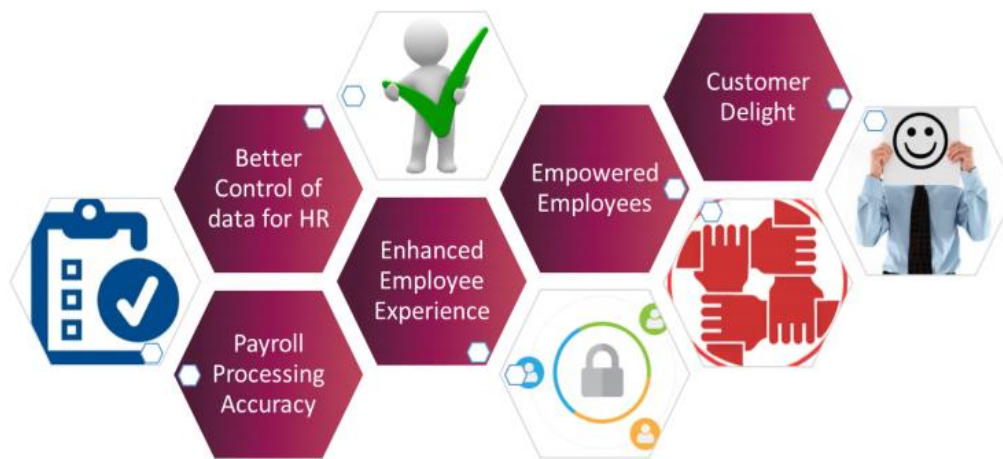 Better
Control of
data for HR
Payroll
Processing
Accuracy
Enhanced
Employee
Experience
Empowered
Employees
Customer
Delight